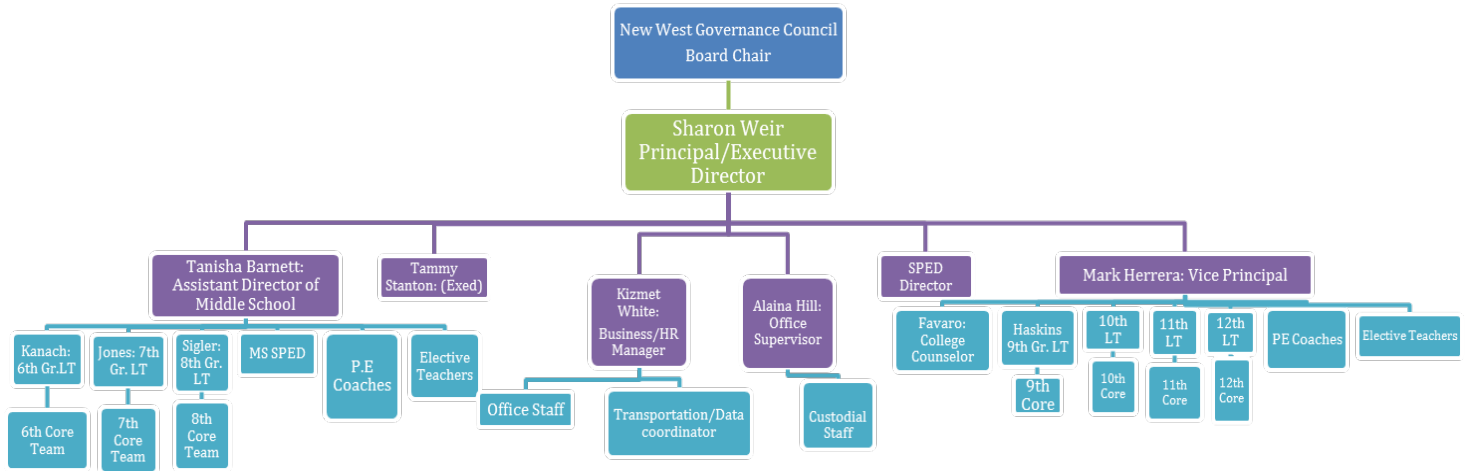 New West Governance Council
Board Chair
Sharon Weir
Principal/Executive
Director
Tanisha Barnett:
Assistant Director of
Middle School
Tammy
Stanton: (Exed)
Kizmet
White:
Business/HR
Manager
Alaina Hill:
Office
Supervisor
SPED
Director
Mark Herrera: Vice Principal
Kanach:
6th Gr.LT
Jones: 7th
Gr. LT
Sigler:
8th Gr.
LT
MS SPED
P.E
Coaches
Elective
Teachers
Favaro:
College
Counselor
Haskins
9th Gr. LT
10th
LT
11th
LT
12th
LT
PE Coaches
Elective Teachers
6th Core
Team
7th
Core
Team
8th
Core
Team
Office Staff
Transportation/Data
coordinator
Custodial
Staff
9th
Core
10th
Core
11th
Core
12th
Core